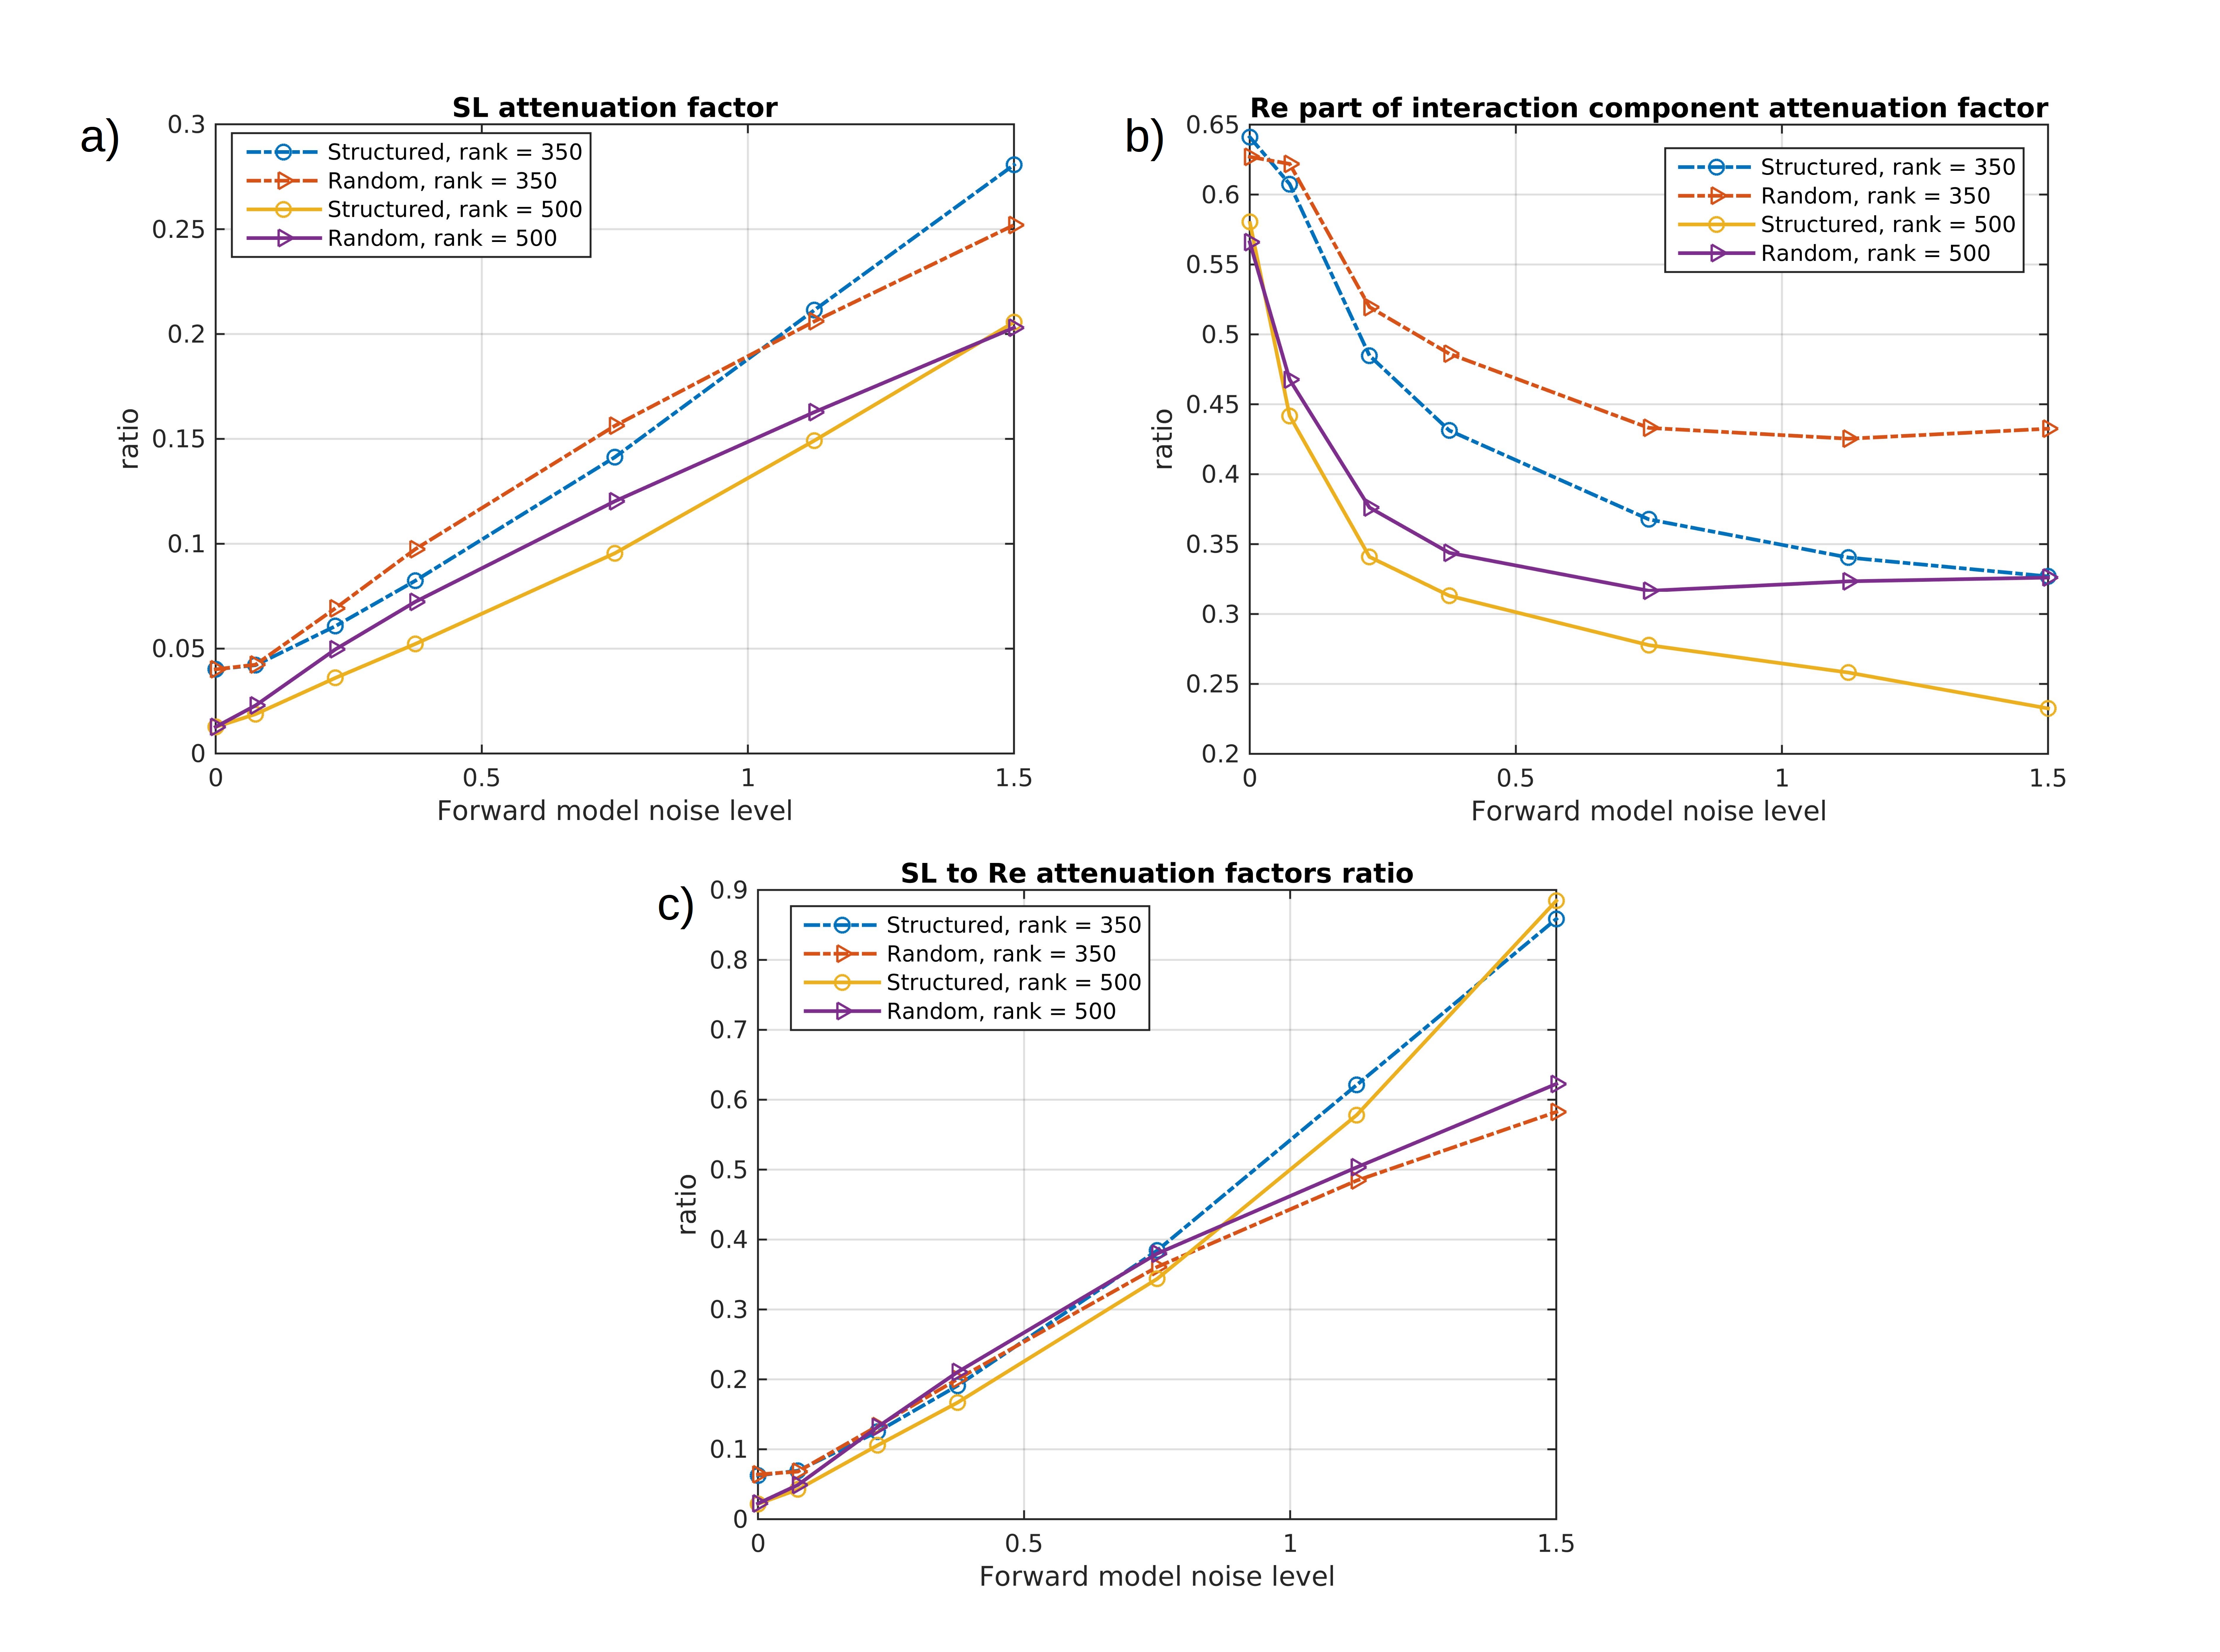 a)
SL attenuation factor
0.3
0.25
0.2
0.15
0.1
0.05
0
ratio
Structured, rank = 350
Random, rank = 350
Structured, rank = 500
Random, rank = 500
0 0.5 1 1.5
Forward model noise level
b)
Re part of interaction component attenuation factor
0.65
0.6
0.55
0.5
0.45
0.4
0.35
0.3
0.25
0.2
ratio
Structured, rank = 350
Random, rank = 350
Structured, rank = 500
Random, rank = 500
0 0.5 1 1.5
Forward model noise level
c)
SL to Re attenuation factors ratio
0.9
0.8
0.7
0.6
0.5
0.4
0.3
0.2
0.1
0
ratio
Structured, rank = 350
Random, rank = 350
Structured, rank = 500
Random, rank = 500
0 0.5 1 1.5
Forward model noise level